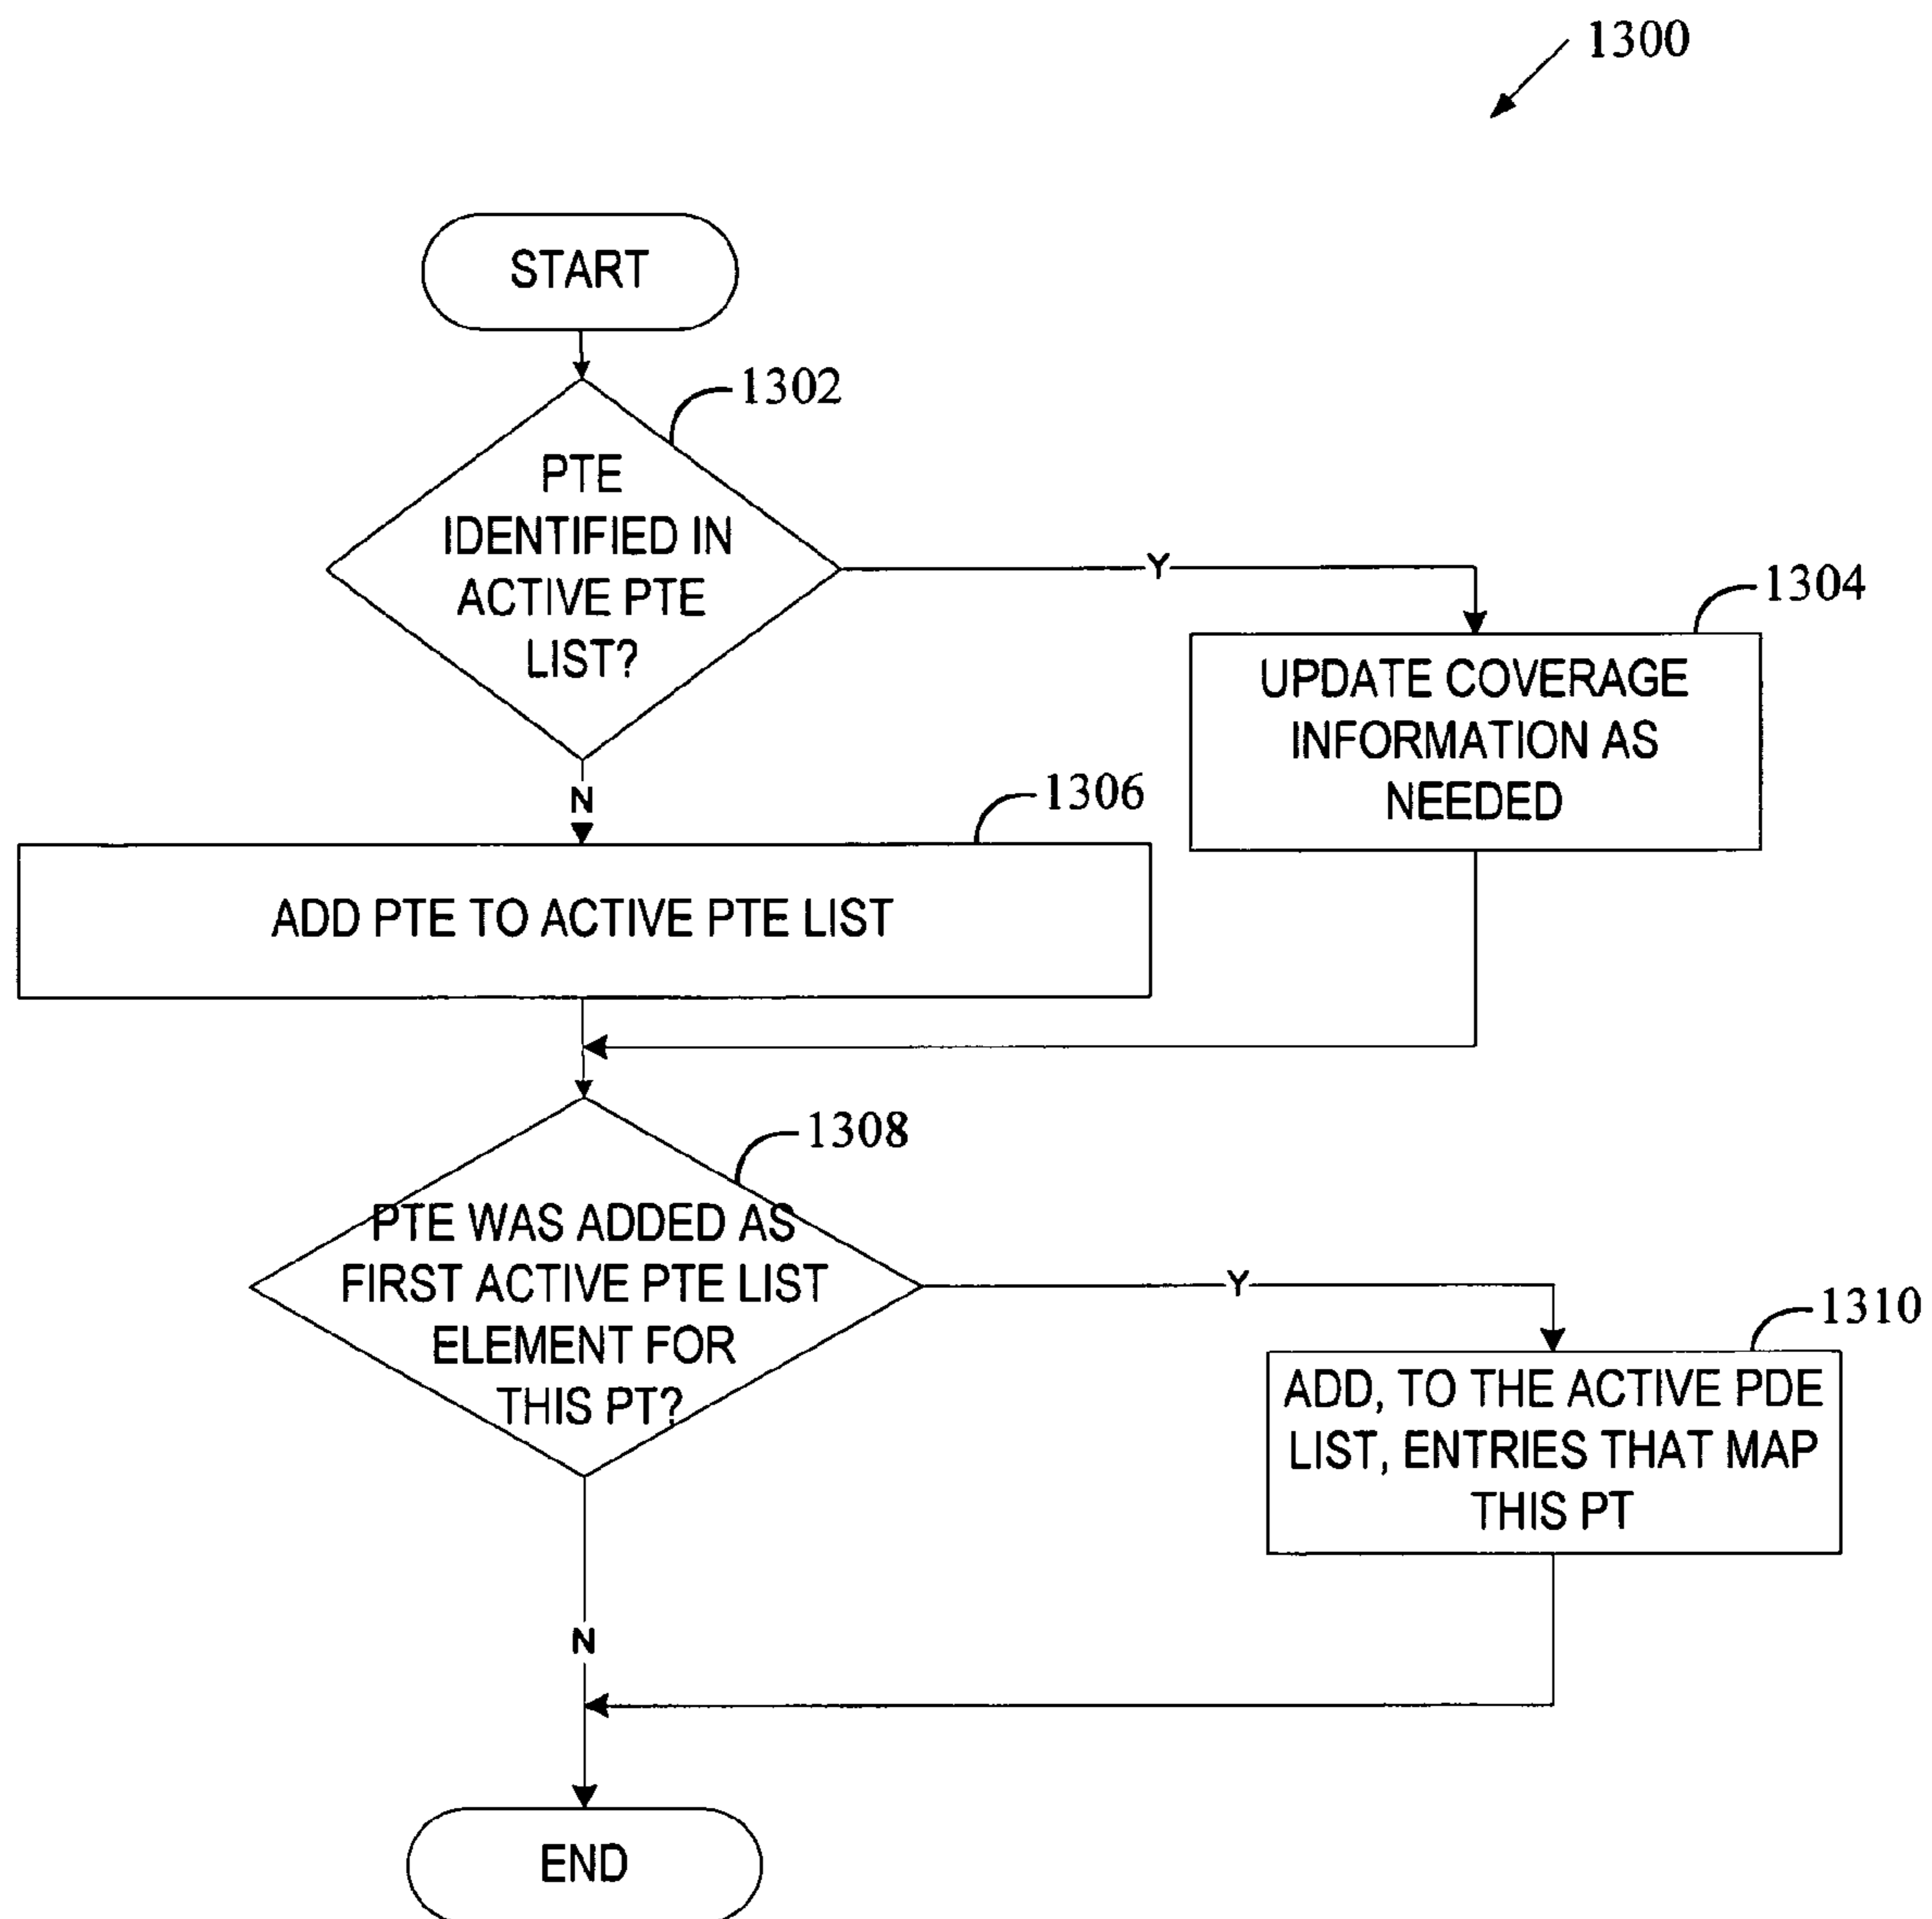 1300
START
1302
PTE
IDENTIFIED IN
ACTIVE PTE
LIST?
Y
1304
UPDATE COVERAGE
INFORMATION AS
NEEDED
N
1306
ADD PTE TO ACTIVE PTE LIST
1308
PTE WAS ADDED AS
FIRST ACTIVE PTE LIST
ELEMENT FOR
THIS PT?
Y
1310
ADD, TO THE ACTIVE PDE
LIST, ENTRIES THAT MAP
THIS PT
N
END